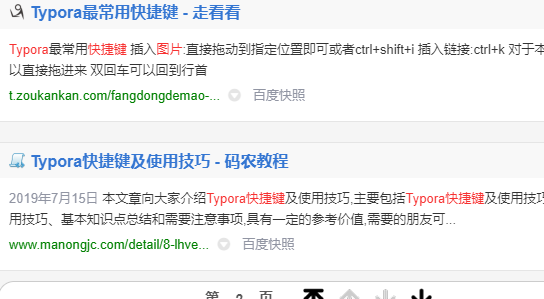 Typora最常用快捷键 - 走看看
Typora最常用快捷键 插入图片:直接拖动到指定位置即可或者ctrl+shift+i 插入链接:ctrl+k 对于本
以直接拖进来 双回车可以回到行首
t.zoukankan.com/fangdongdemao-... 百度快照
Typora快捷键及使用技巧 - 码农教程
2019年7月15日 本文章向大家介绍Typora快捷键及使用技巧,主要包括Typora快捷键及使用技巧
用技巧、基本知识点总结和需要注意事项,具有一定的参考价值,需要的朋友可...
www.manongjc.com/detail/8-lhve... 百度快照
第 2 页